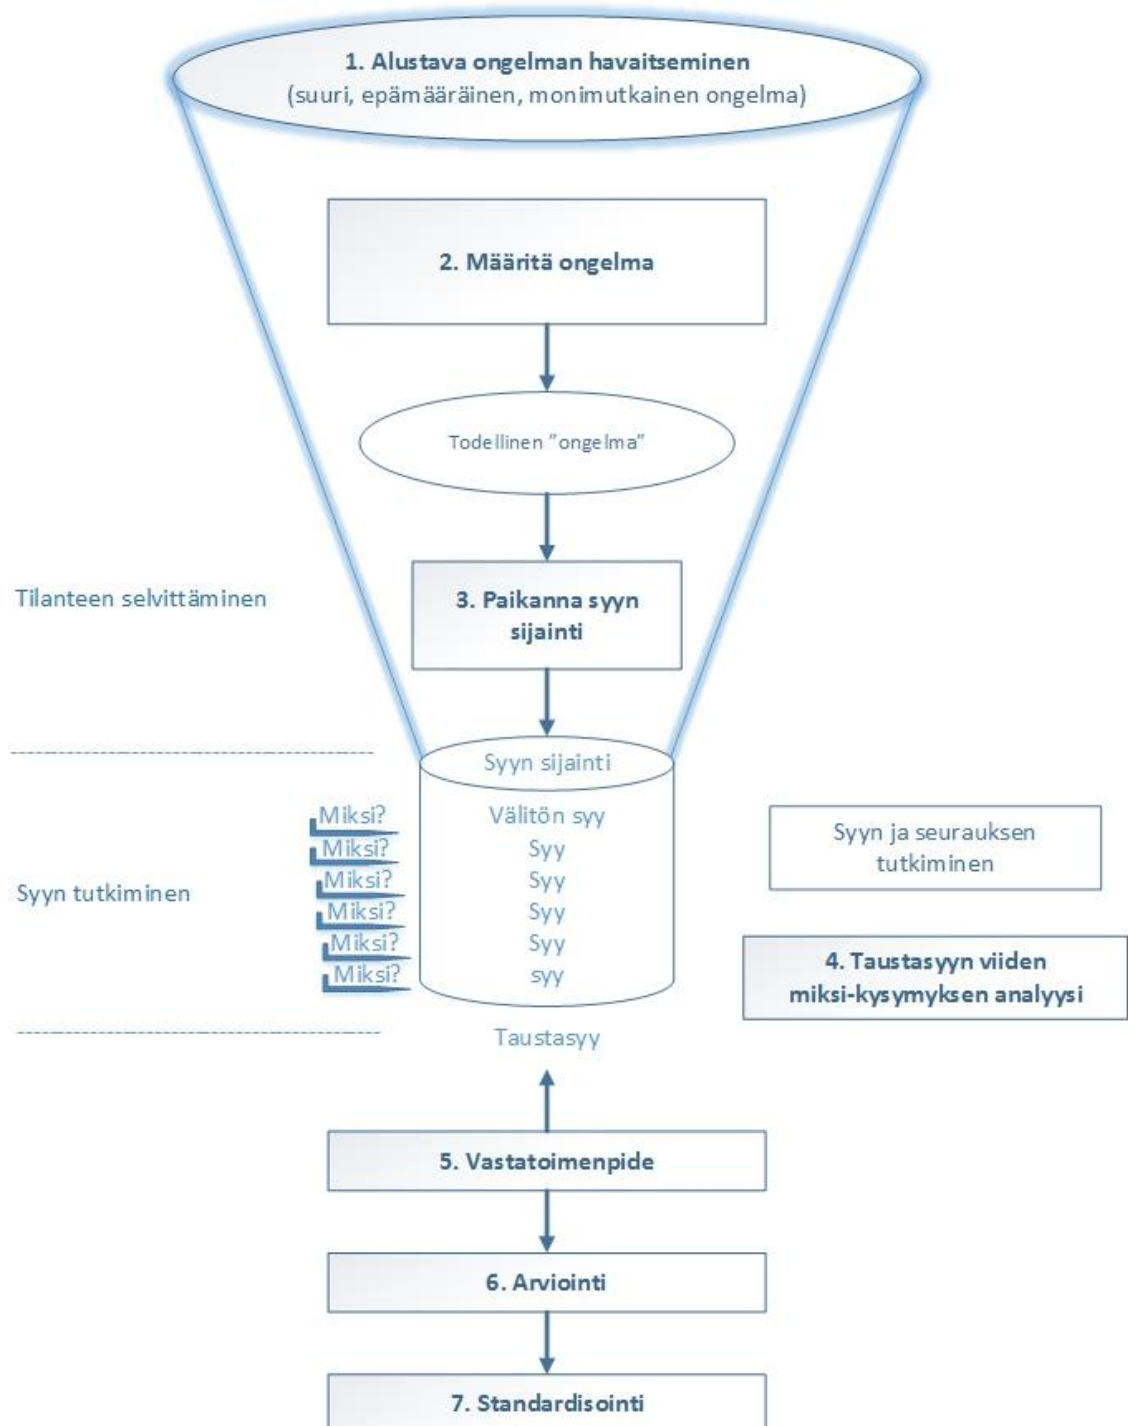 1. Alustava ongelman havaitseminen
(suuri, epämääräinen, monimutkainen ongelma)
2. Määritä ongelma
Todellinen ”ongelma”
Tilanteen selvittäminen
3. Paikanna syyn
sijainti
Syyn sijainti
Miksi? Välitön syy
Miksi? Syy
Miksi? Syy
Miksi? Syy
Miksi? Syy
Miksi? syy
Syyn tutkiminen
Syyn ja seurauksen
tutkiminen
4. Taustasyyn viiden
miksi-kysymyksen analyysi
Taustasyy
5. Vastatoimenpide
6. Arviointi
7. Standardisointi